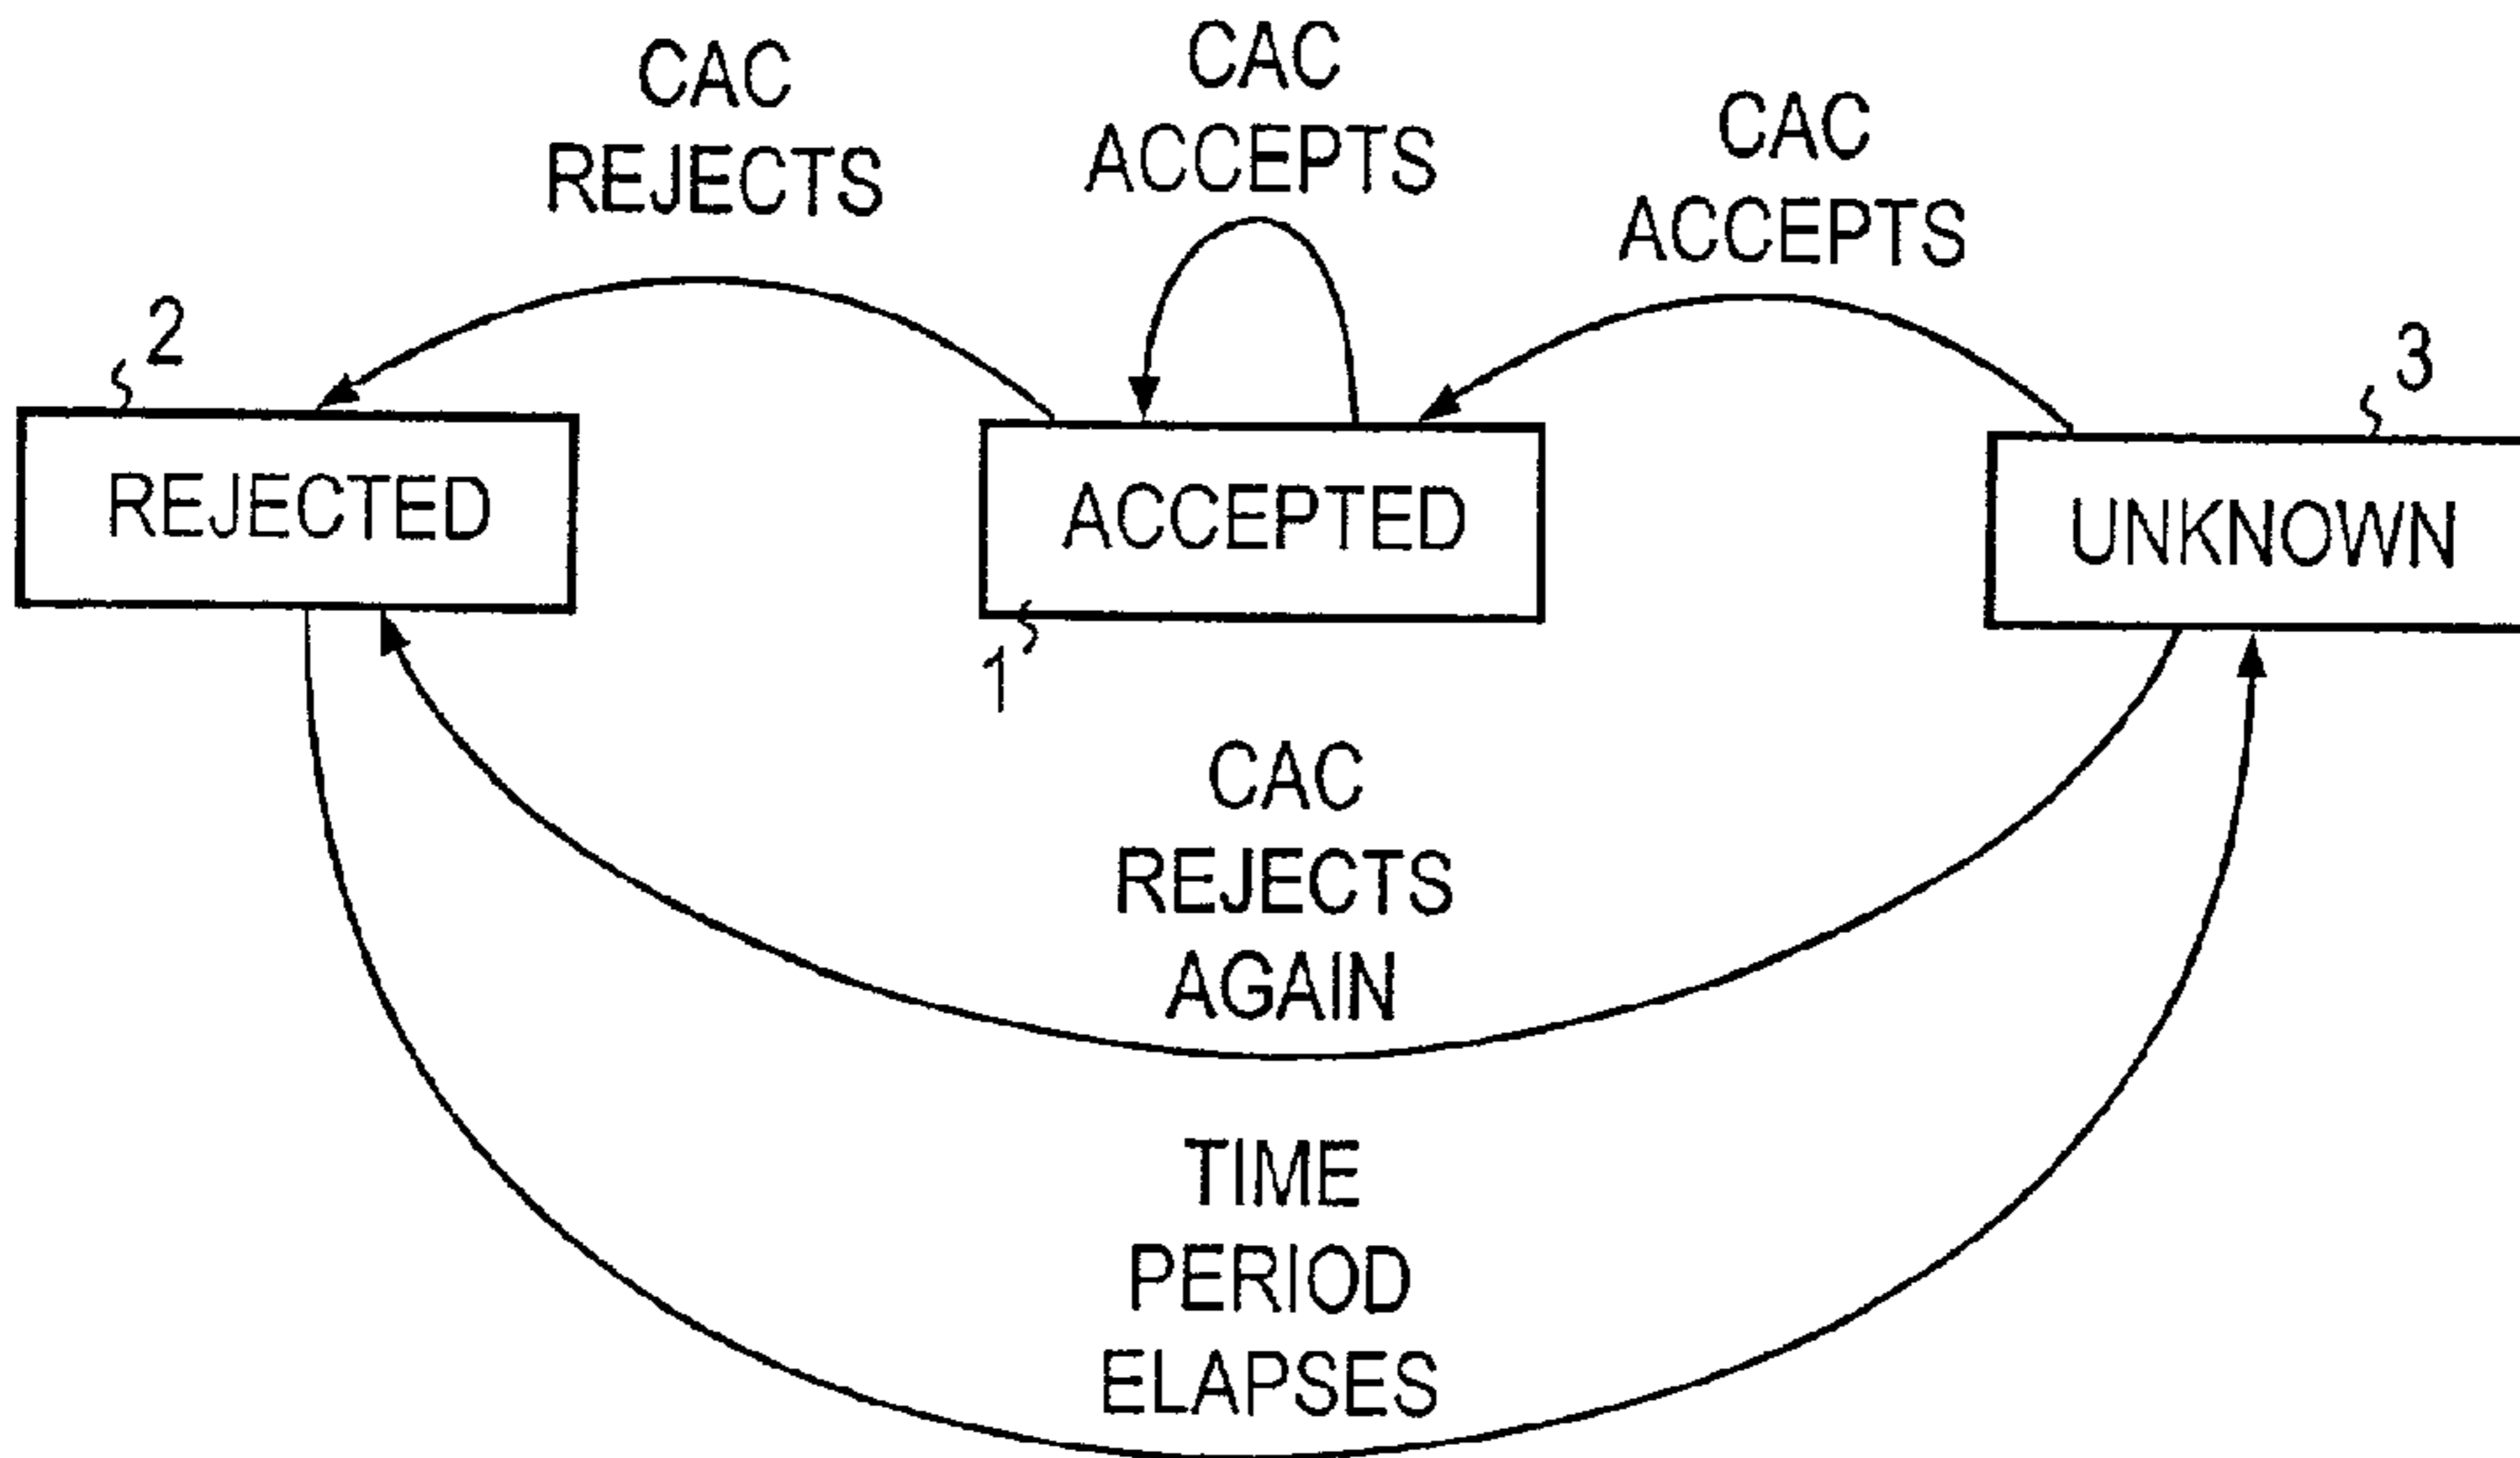 CAC
REJECTS
CAC
ACCEPTS
CAC
ACCEPTS
2
3
REJECTED
ACCEPTED
UNKNOWN
1
CAC
REJECTS
AGAIN
TIME
PERIOD
ELAPSES